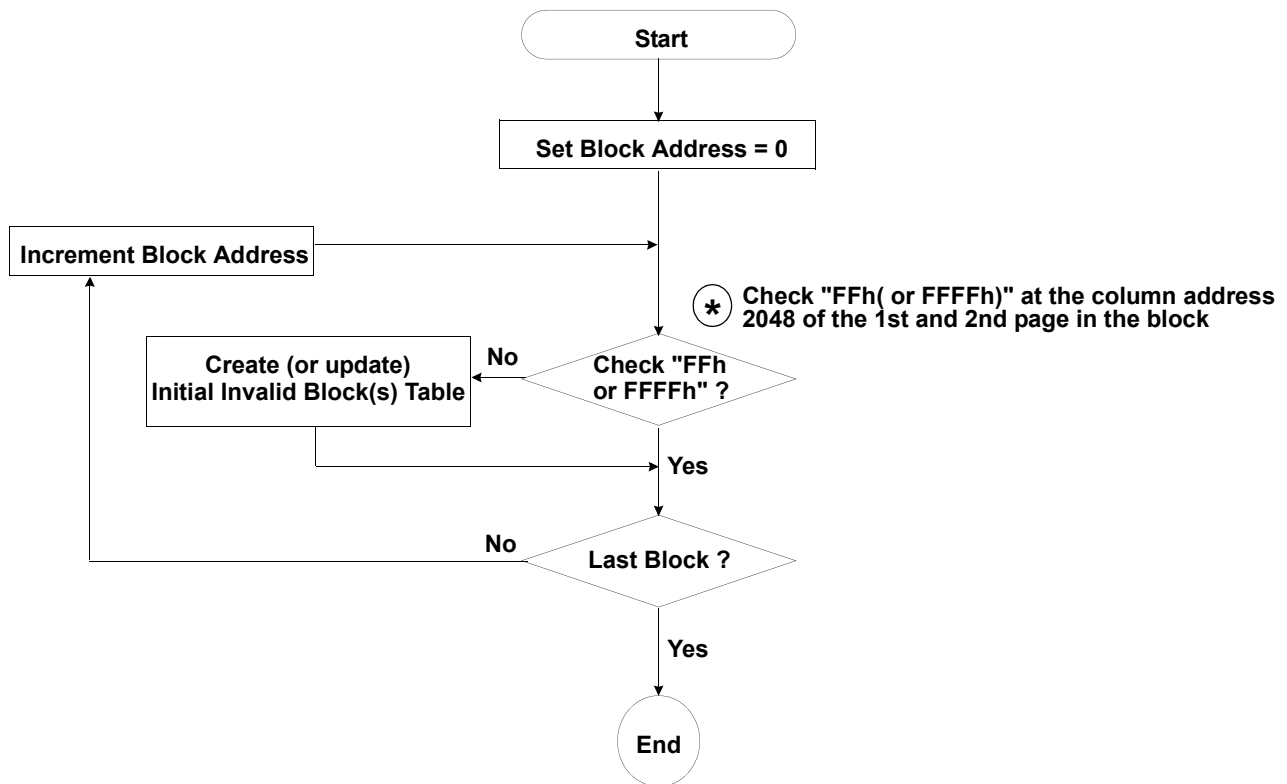 Start
Set Block Address = 0
Increment Block Address
* Check "FFh( or FFFFh)" at the column address
2048 of the 1st and 2nd page in the block
Create (or update)
Initial Invalid Block(s) Table
No
Check "FFh
or FFFFh" ?
Yes
No
Last Block ?
Yes
End